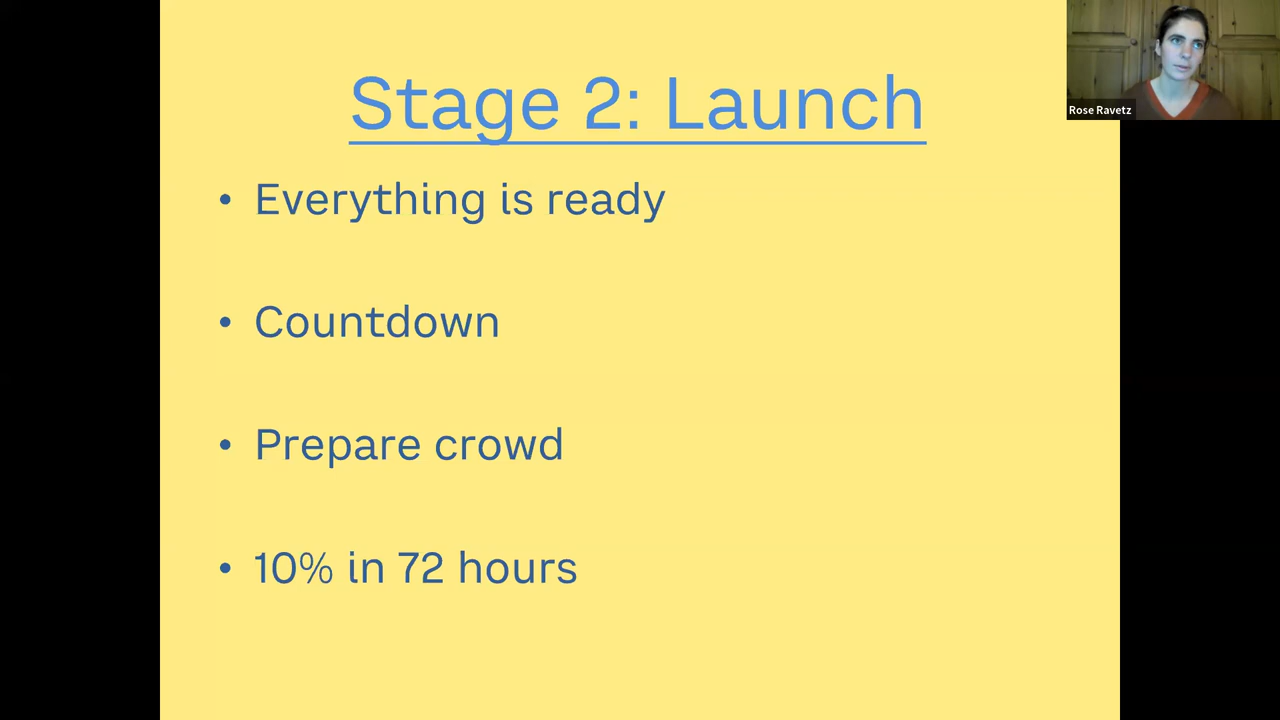 Stage 2: Launch
Rose Ravetz
• Everything is ready
• Countdown
• Prepare crowd
• 10% in 72 hours